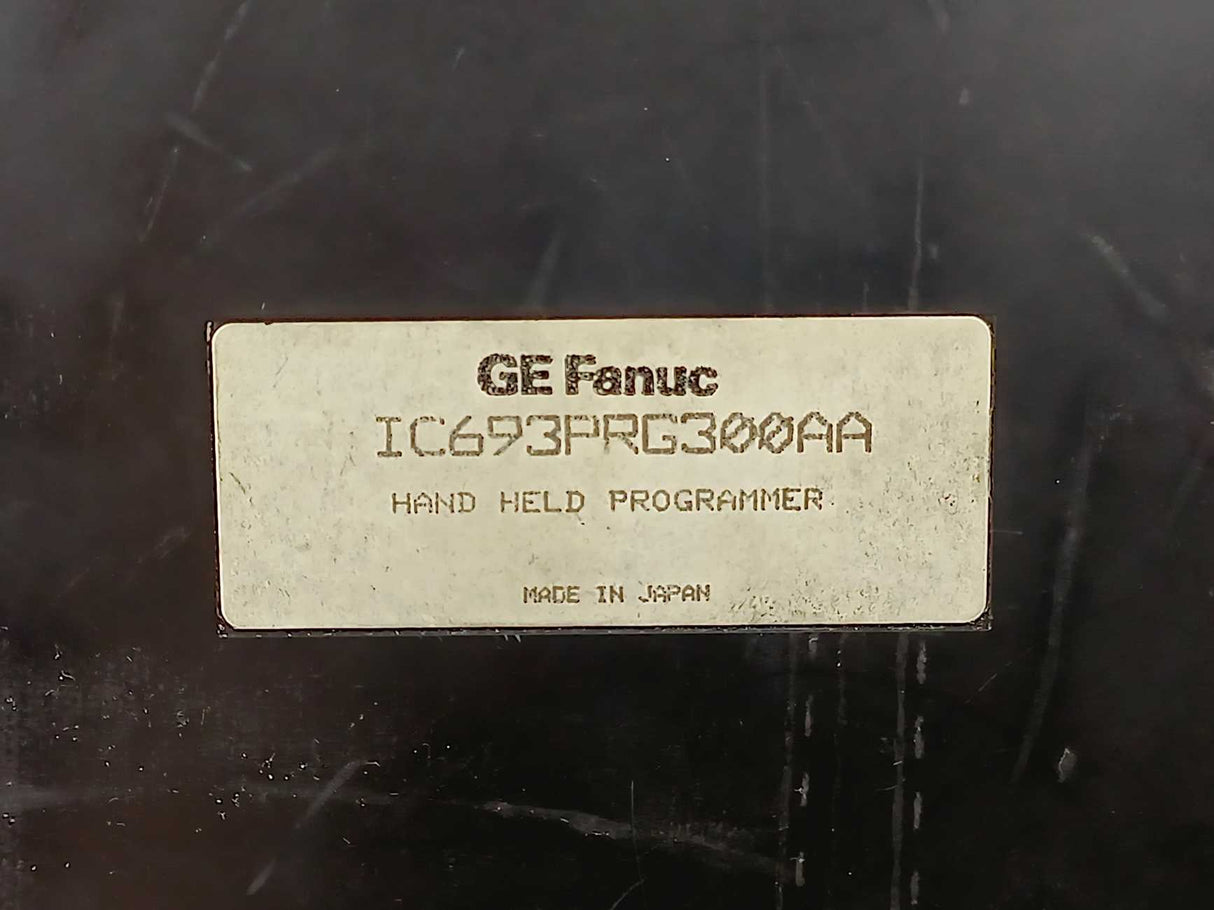 GE Fanuc
IC693PRG300AA
HAND HELD PROGRAMMER
MADE IN JAPAN